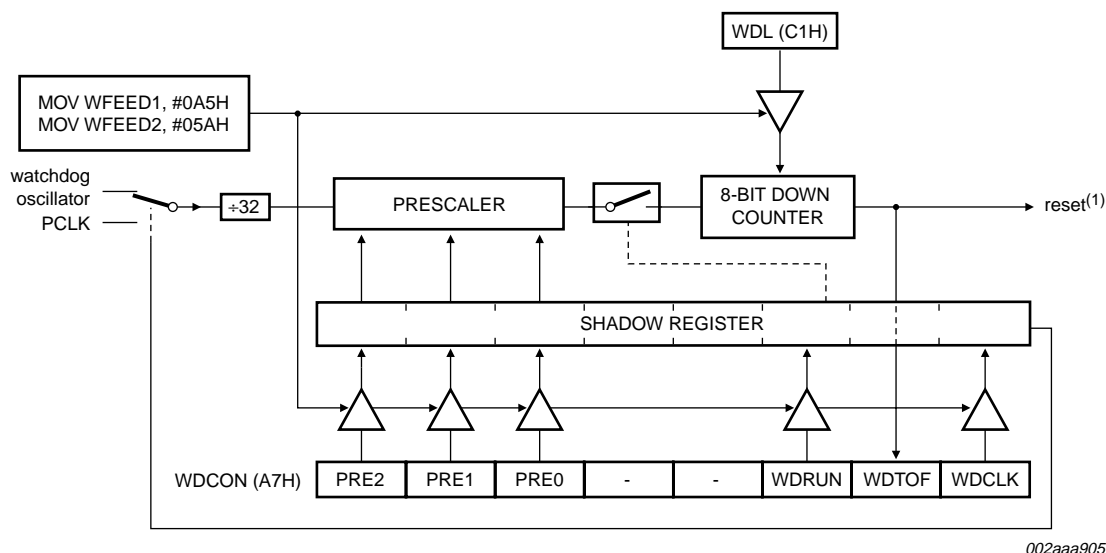 WDL (C1H)
MOV WFEED1, #0A5H
MOV WFEED2, #05AH
watchdog
oscillator
PCLK
÷32
PRESCALER
8-BIT DOWN
COUNTER
reset(1)
SHADOW REGISTER
WDCON (A7H)
PRE2
PRE1
PRE0
-
-
WDRUN
WDTOF
WDCLK
002aaa905